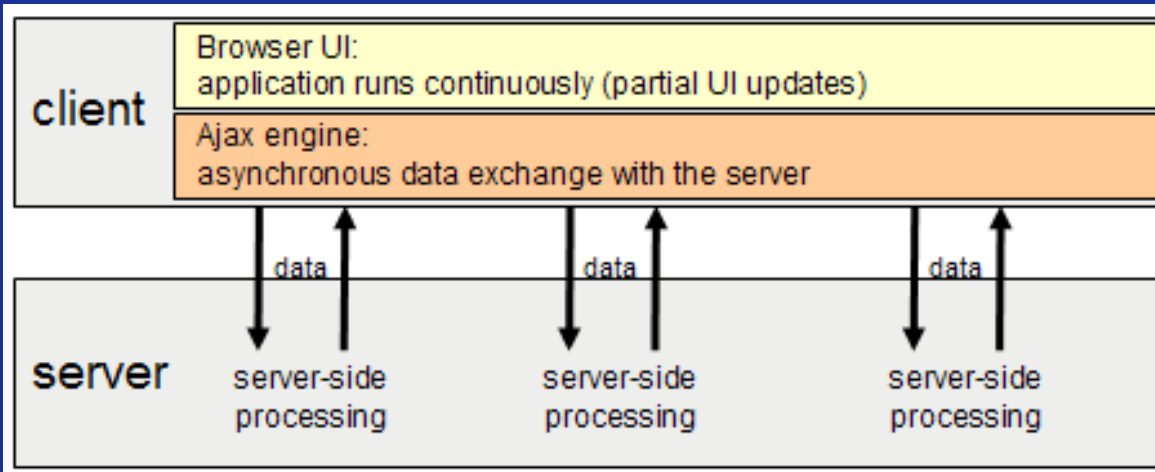 client
Browser UI:
application runs continuously (partial UI updates)
Ajax engine:
asynchronous data exchange with the server
data
data
data
server
server-side
processing
server-side
processing
server-side
processing